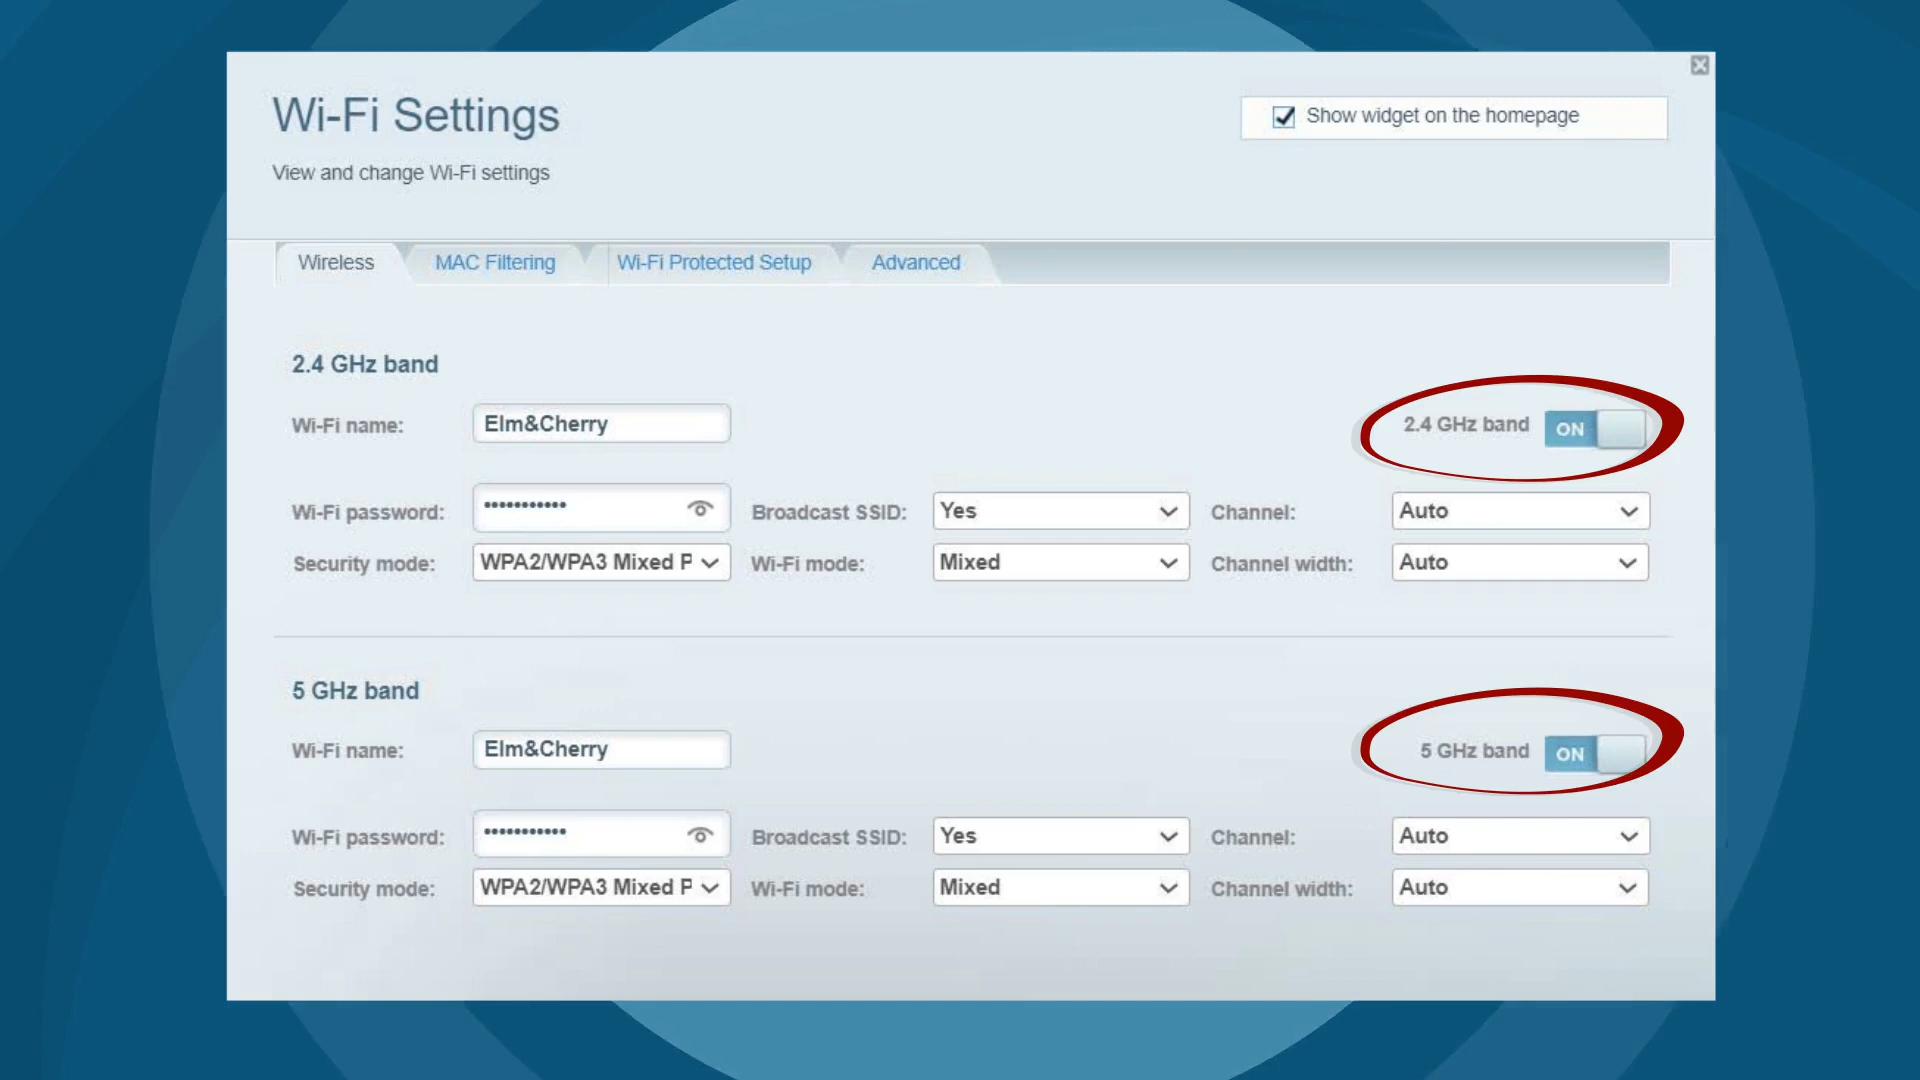 Wi-Fi Settings
Show widget on the homepage
View and change Wi-Fi settings
Wireless MAC Filtering Wi-Fi Protected Setup Advanced
2.4 GHz band
Wi-Fi name: Elm&Cherry 2.4 GHz band ON
Wi-Fi password: ••••••••••• Broadcast SSID: Yes Channel: Auto
Security mode: WPA2/WPA3 Mixed P Wi-Fi mode: Mixed Channel width: Auto
5 GHz band
Wi-Fi name: Elm&Cherry 5 GHz band ON
Wi-Fi password: ••••••••••• Broadcast SSID: Yes Channel: Auto
Security mode: WPA2/WPA3 Mixed P Wi-Fi mode: Mixed Channel width: Auto